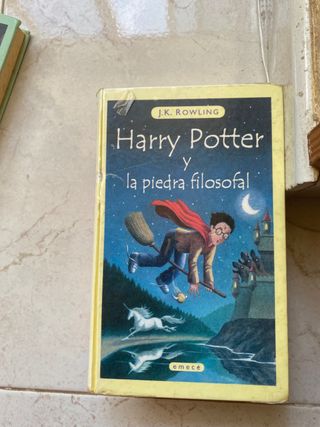 J.K. ROWLING
Harry Potter
y
la piedra filosofal
emecé